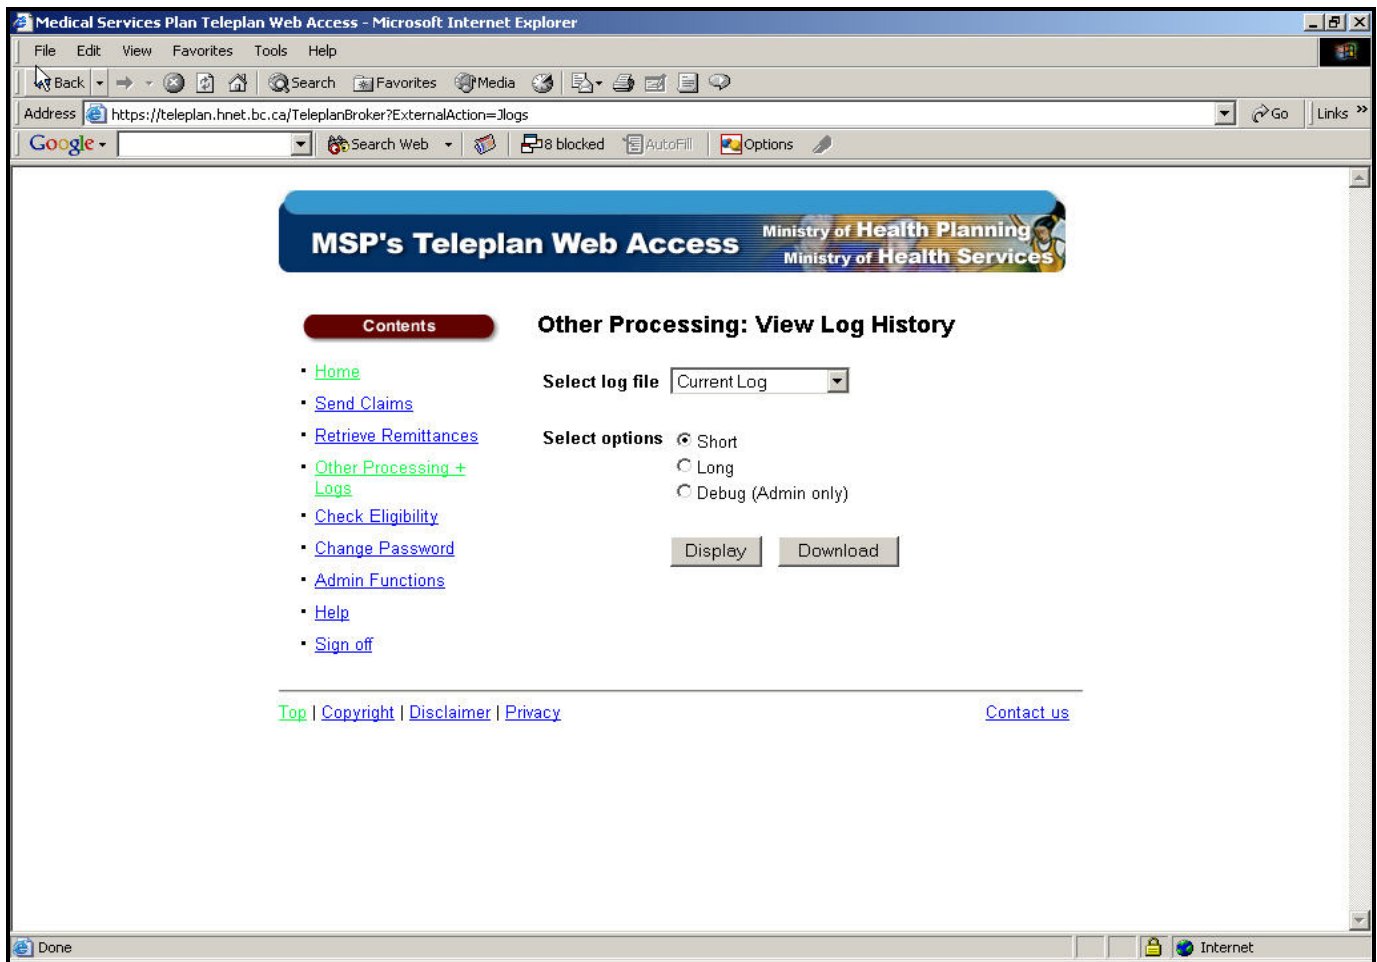 Medical Services Plan Teleplan Web Access - Microsoft Internet Explorer
File Edit View Favorites Tools Help
Back Search Favorites Media
Address https://teleplan.hnet.bc.ca/TeleplanBroker?ExternalAction=Jlogs Go Links »
Google Search Web 8 blocked AutoFill Options
MSP's Teleplan Web Access
Ministry of Health Planning
Ministry of Health Services
Contents
Home
Send Claims
Retrieve Remittances
Other Processing +
Logs
Check Eligibility
Change Password
Admin Functions
Help
Sign off
Other Processing: View Log History
Select log file Current Log
Select options Short
Long
Debug (Admin only)
Display Download
Top | Copyright | Disclaimer | Privacy Contact us
Done Internet